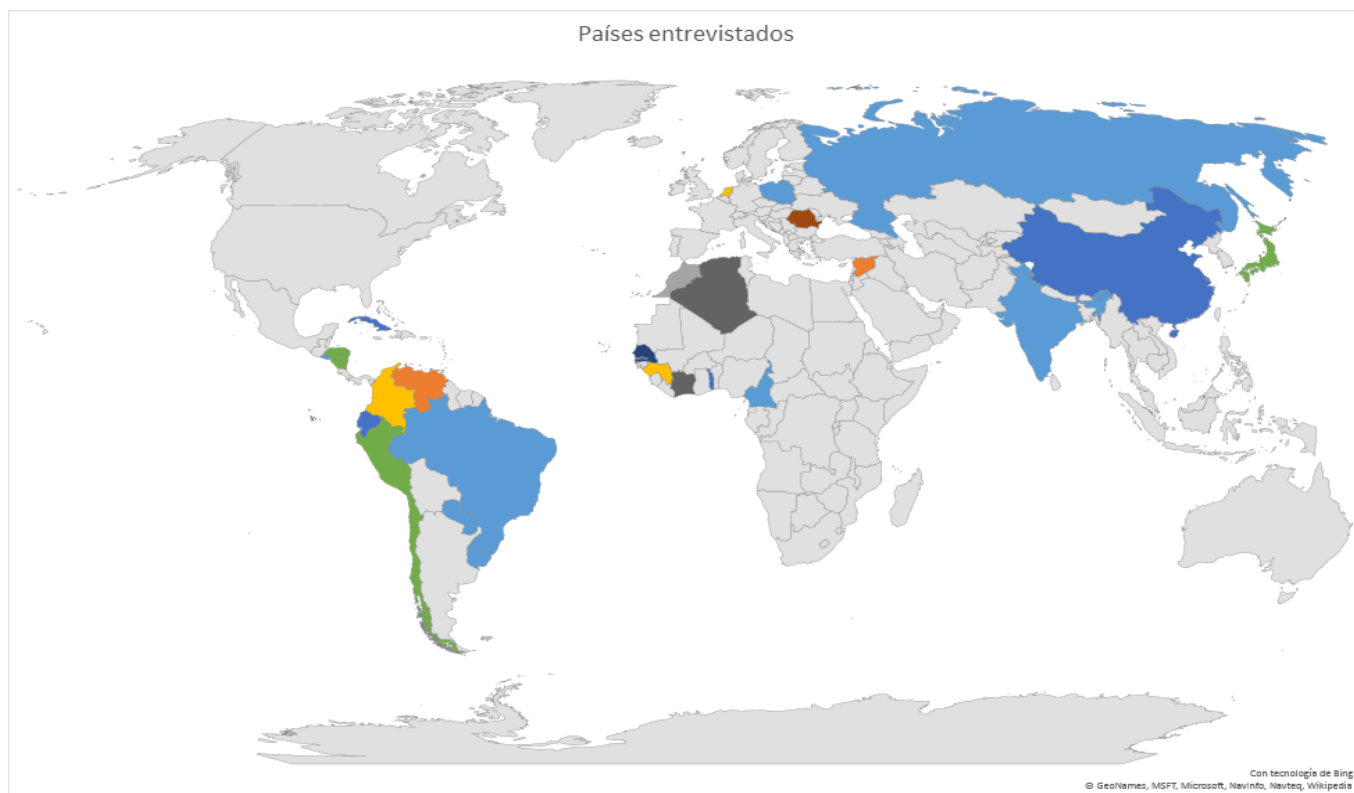 Países entrevistados
Con tecnología de Bing
© GeoNames, MSFT, Microsoft, NavInfo, Navteq, Wikipedia